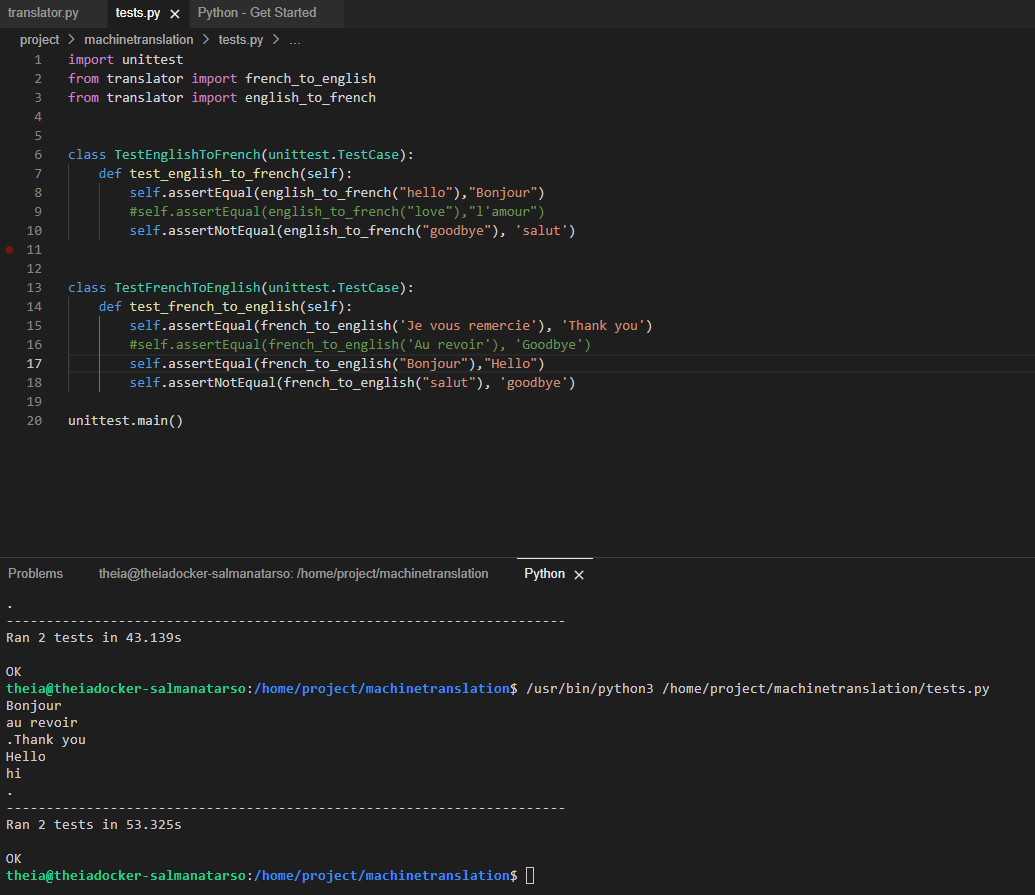 translator.py tests.py × Python - Get Started
project > machinetranslation > tests.py > ...
1 import unittest
2 from translator import french_to_english
3 from translator import english_to_french
4
5
6 class TestEnglishToFrench(unittest.TestCase):
7     def test_english_to_french(self):
8         self.assertEqual(english_to_french("hello"),"Bonjour")
9         #self.assertEqual(english_to_french("love"),"l'amour")
10         self.assertNotEqual(english_to_french("goodbye"), 'salut')
11
12
13 class TestFrenchToEnglish(unittest.TestCase):
14     def test_french_to_english(self):
15         self.assertEqual(french_to_english('Je vous remercie'), 'Thank you')
16         #self.assertEqual(french_to_english('Au revoir'), 'Goodbye')
17         self.assertEqual(french_to_english("Bonjour"),"Hello")
18         self.assertNotEqual(french_to_english("salut"), 'goodbye')
19
20 unittest.main()
Problems theia@theiadocker-salmanatarso: /home/project/machinetranslation Python ×
.
----------------------------------------------------------------------
Ran 2 tests in 43.139s
OK
theia@theiadocker-salmanatarso:/home/project/machinetranslation$ /usr/bin/python3 /home/project/machinetranslation/tests.py
Bonjour
au revoir
.Thank you
Hello
hi
.
----------------------------------------------------------------------
Ran 2 tests in 53.325s
OK
theia@theiadocker-salmanatarso:/home/project/machinetranslation$